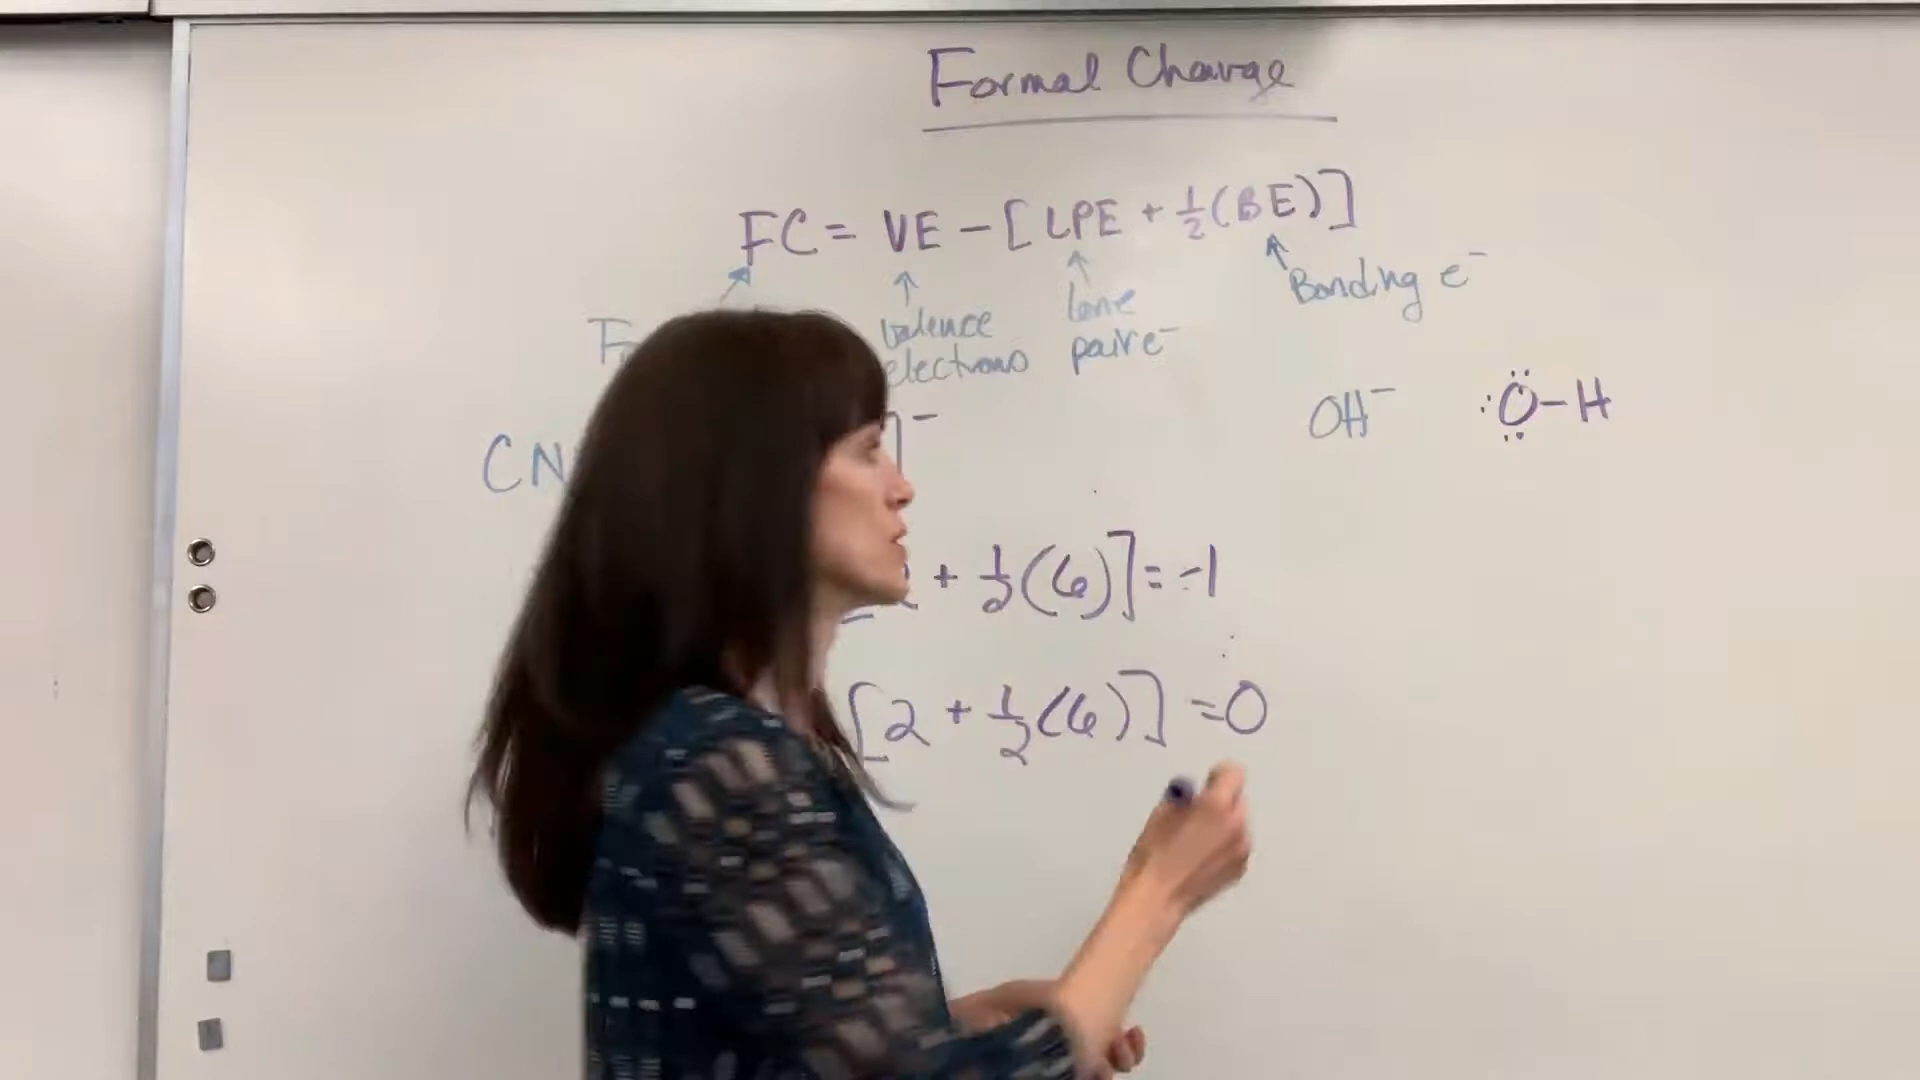 Formal Charge
FC = VE − [LPE + ½(BE)]
Bonding e⁻
valence electrons
lone pair e⁻
OH⁻
:Ö̤−H
CN
]⁻
+ ½(6)] = -1
[2 + ½(6)] = 0